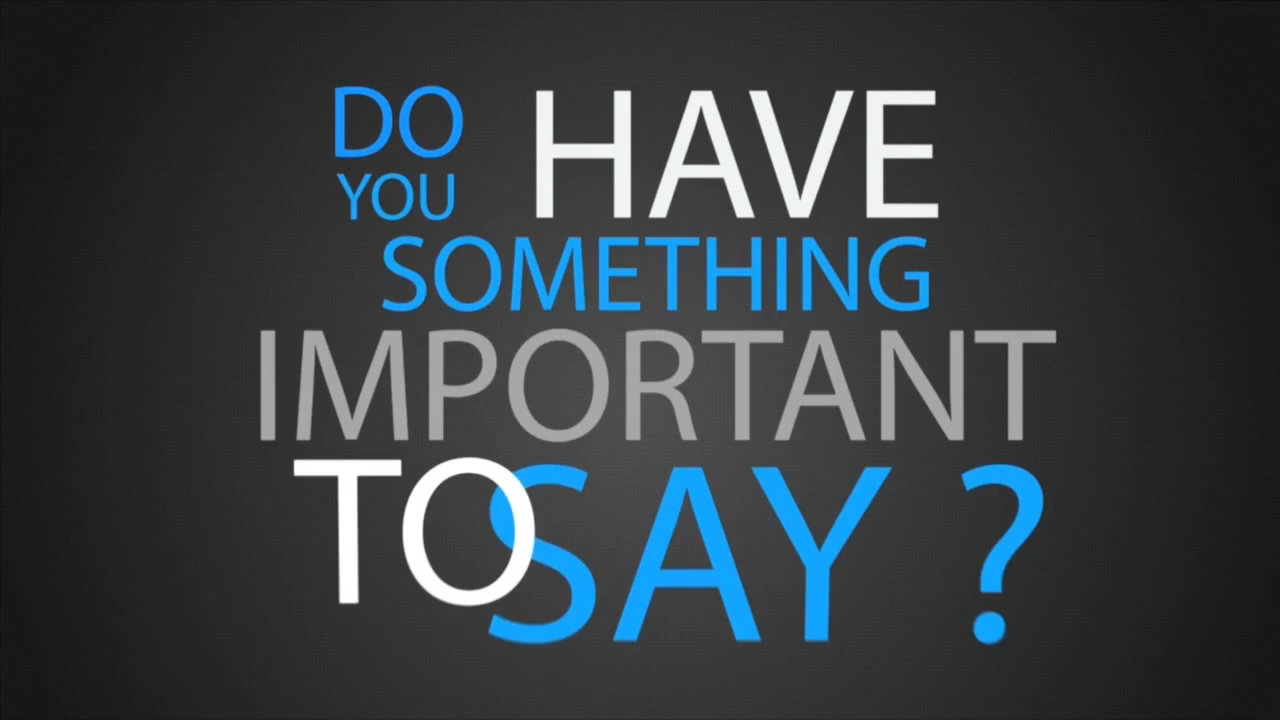 DO HAVE
YOU
SOMETHING
IMPORTANT
TO SAY ?